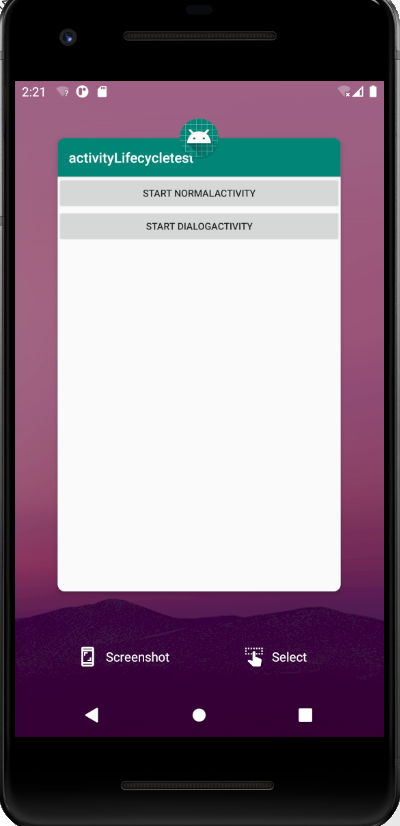 2:21
activityLifecycletest
START NORMALACTIVITY
START DIALOGACTIVITY
Screenshot
Select